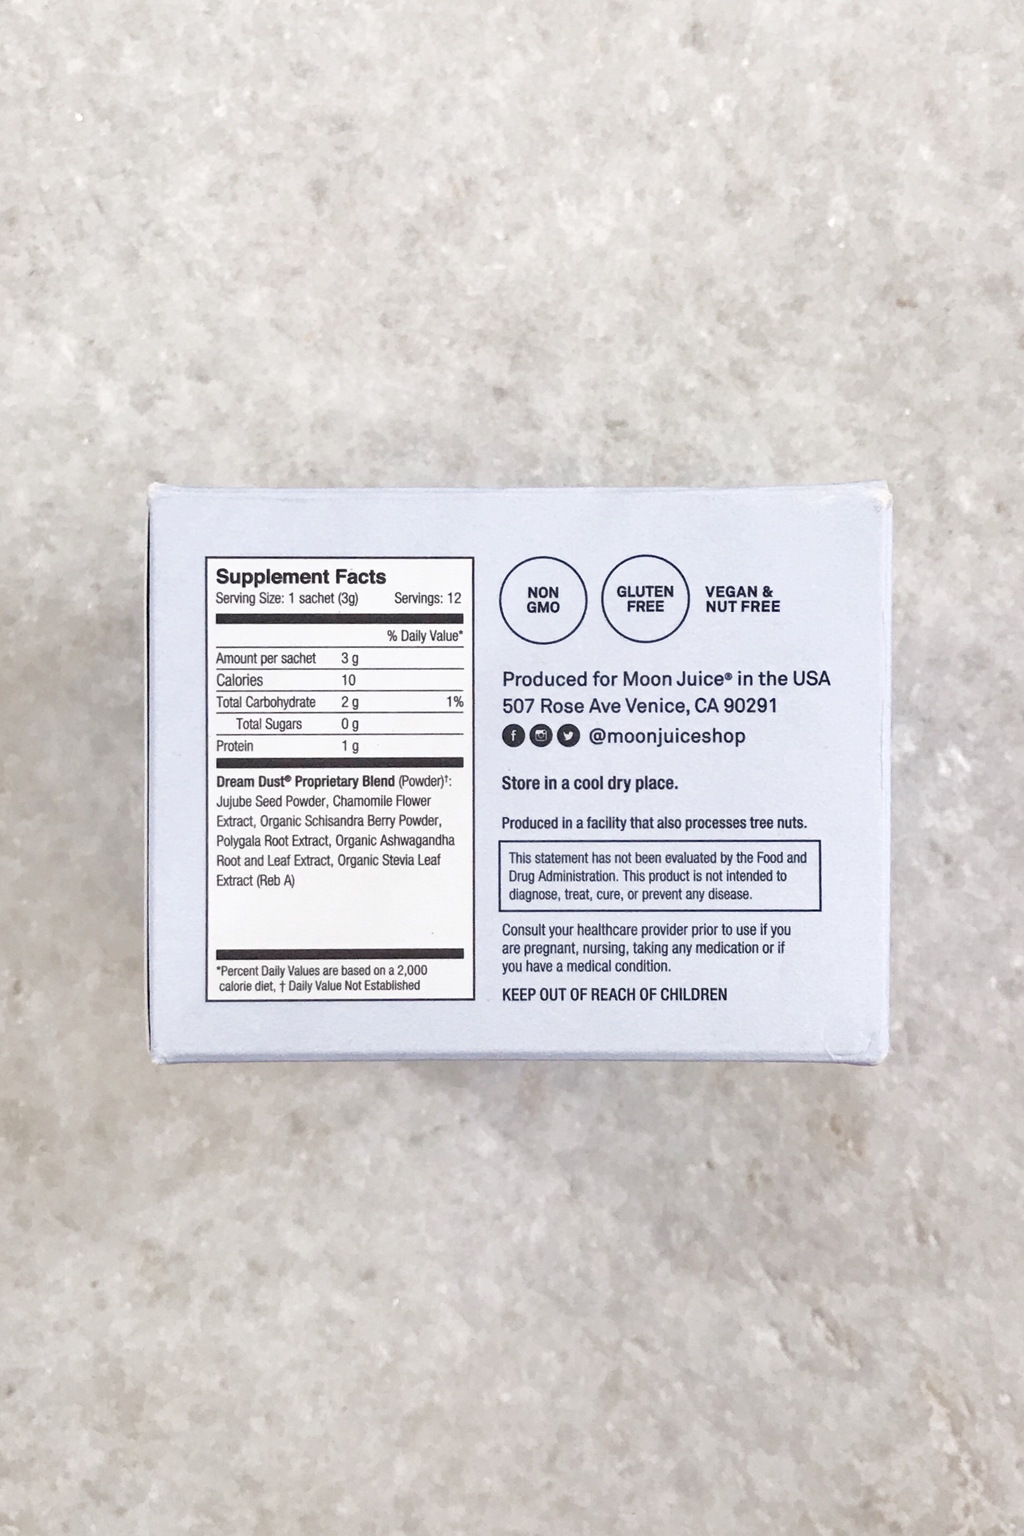 Supplement Facts
Serving Size: 1 sachet (3g) Servings: 12
% Daily Value*
Amount per sachet 3 g
Calories 10
Total Carbohydrate 2 g 1%
Total Sugars 0 g
Protein 1 g
Dream Dust® Proprietary Blend (Powder)†:
Jujube Seed Powder, Chamomile Flower
Extract, Organic Schisandra Berry Powder,
Polygala Root Extract, Organic Ashwagandha
Root and Leaf Extract, Organic Stevia Leaf
Extract (Reb A)
*Percent Daily Values are based on a 2,000
calorie diet, † Daily Value Not Established
NON
GMO
GLUTEN
FREE
VEGAN &
NUT FREE
Produced for Moon Juice® in the USA
507 Rose Ave Venice, CA 90291
@moonjuiceshop
Store in a cool dry place.
Produced in a facility that also processes tree nuts.
This statement has not been evaluated by the Food and
Drug Administration. This product is not intended to
diagnose, treat, cure, or prevent any disease.
Consult your healthcare provider prior to use if you
are pregnant, nursing, taking any medication or if
you have a medical condition.
KEEP OUT OF REACH OF CHILDREN